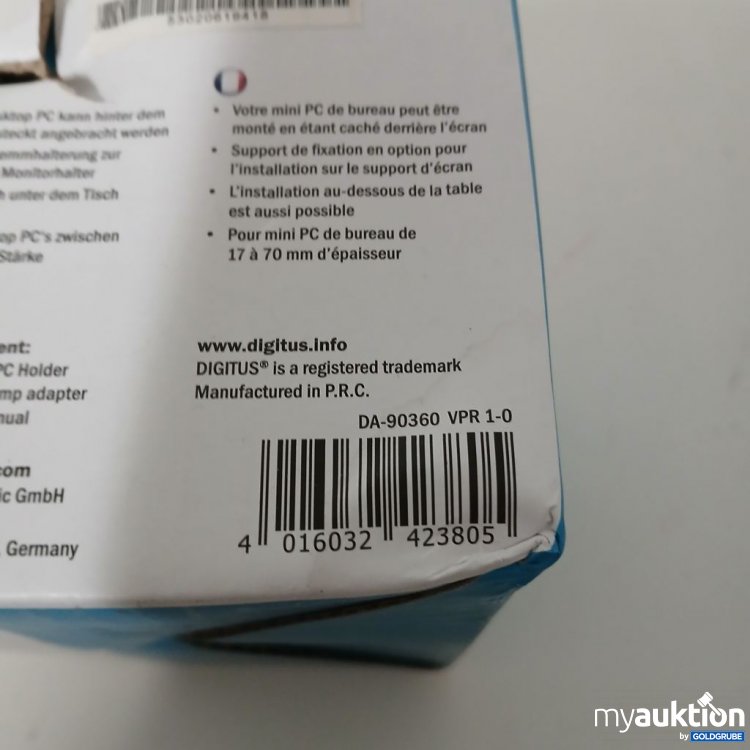 53020619418
ktop PC kann hinter dem
teckt angebracht werden
emmhalterung zur
Monitorhalter
unter dem Tisch
op PC's zwischen
Stärke
ent:
PC Holder
mp adapter
nual
com
ic GmbH
, Germany
• Votre mini PC de bureau peut être
monté en étant caché derrière l'écran
• Support de fixation en option pour
l'installation sur le support d'écran
• L'installation au-dessous de la table
est aussi possible
• Pour mini PC de bureau de
17 à 70 mm d'épaisseur
www.digitus.info
DIGITUS® is a registered trademark
Manufactured in P.R.C.
DA-90360 VPR 1-0
4 016032 423805
myauktion
by GOLDGRUBE